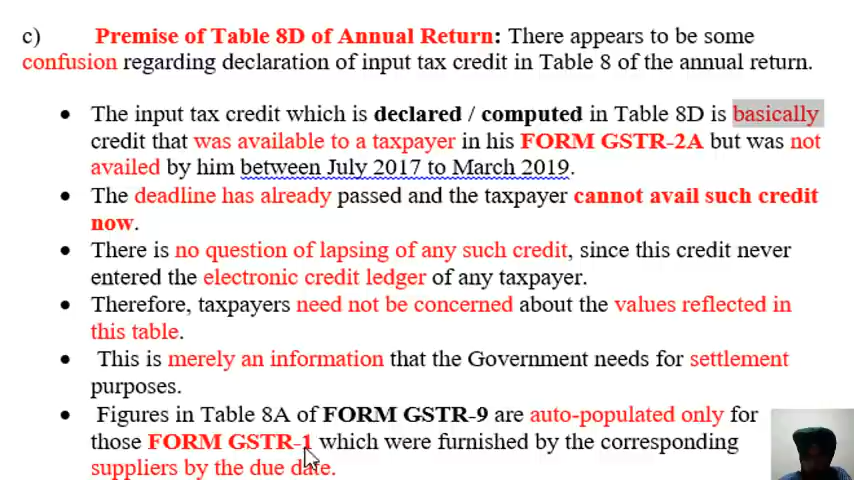 c) Premise of Table 8D of Annual Return: There appears to be some
confusion regarding declaration of input tax credit in Table 8 of the annual return.
• The input tax credit which is declared / computed in Table 8D is basically
credit that was available to a taxpayer in his FORM GSTR-2A but was not
availed by him between July 2017 to March 2019.
• The deadline has already passed and the taxpayer cannot avail such credit
now.
• There is no question of lapsing of any such credit, since this credit never
entered the electronic credit ledger of any taxpayer.
• Therefore, taxpayers need not be concerned about the values reflected in
this table.
• This is merely an information that the Government needs for settlement
purposes.
• Figures in Table 8A of FORM GSTR-9 are auto-populated only for
those FORM GSTR-1 which were furnished by the corresponding
suppliers by the due date.